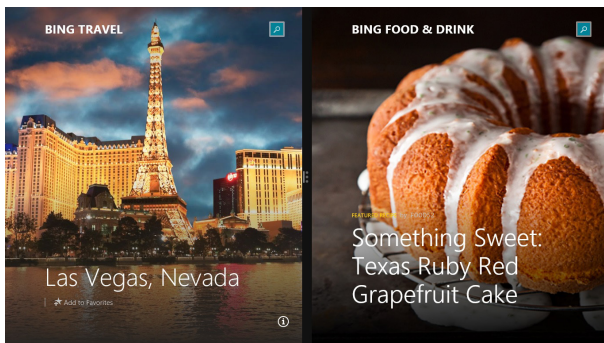 BING TRAVEL
Las Vegas, Nevada
Add to Favorites
BING FOOD & DRINK
Something Sweet:
Texas Ruby Red
Grapefruit Cake